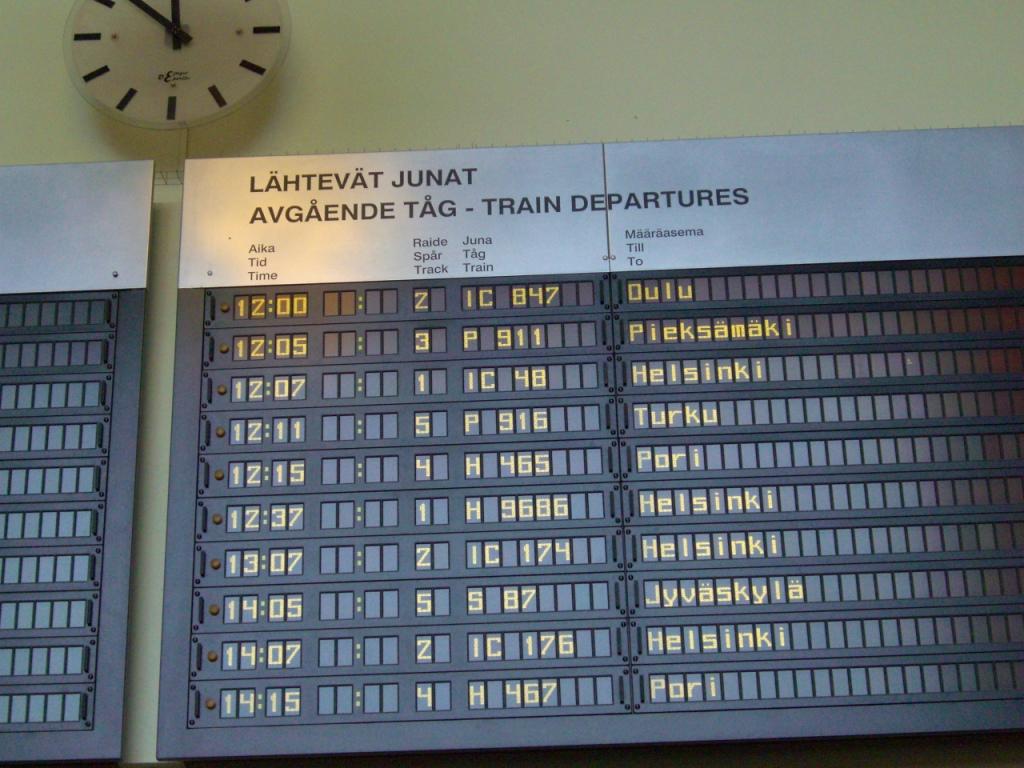 LÄHTEVÄT JUNAT
AVGÅENDE TÅG - TRAIN DEPARTURES
Aika Raide Juna Määräasema
Tid Spår Tåg Till
Time Track Train To
12:00 : 2 IC 847 Oulu
12:05 : 3 P 911 Pieksämäki
12:07 : 1 IC 48 Helsinki
12:11 : 5 P 916 Turku
12:15 : 4 H 465 Pori
12:37 : 1 H 9686 Helsinki
13:07 : 2 IC 174 Helsinki
14:05 : 5 S 87 Jyväskylä
14:07 : 2 IC 176 Helsinki
14:15 : 4 H 467 Pori